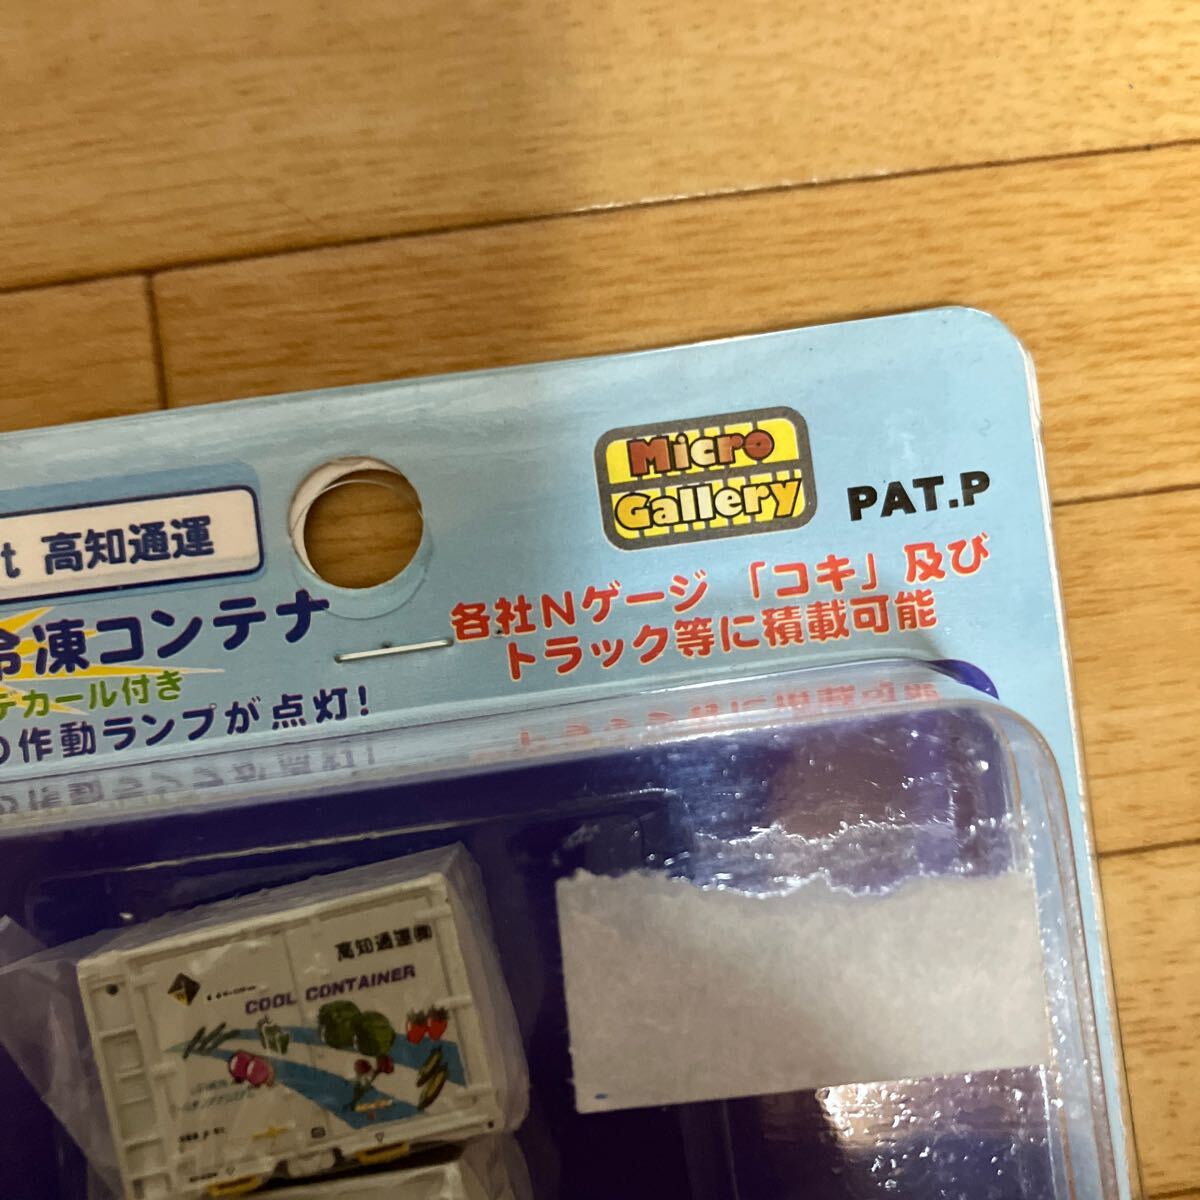 Micro
Gallery
PAT.P
t 高知通運
冷凍コンテナ
デカール付き
の作動ランプが点灯!
各社Nゲージ 「コキ」及び
トラック等に積載可能
高知通運㈱
COOL CONTAINER